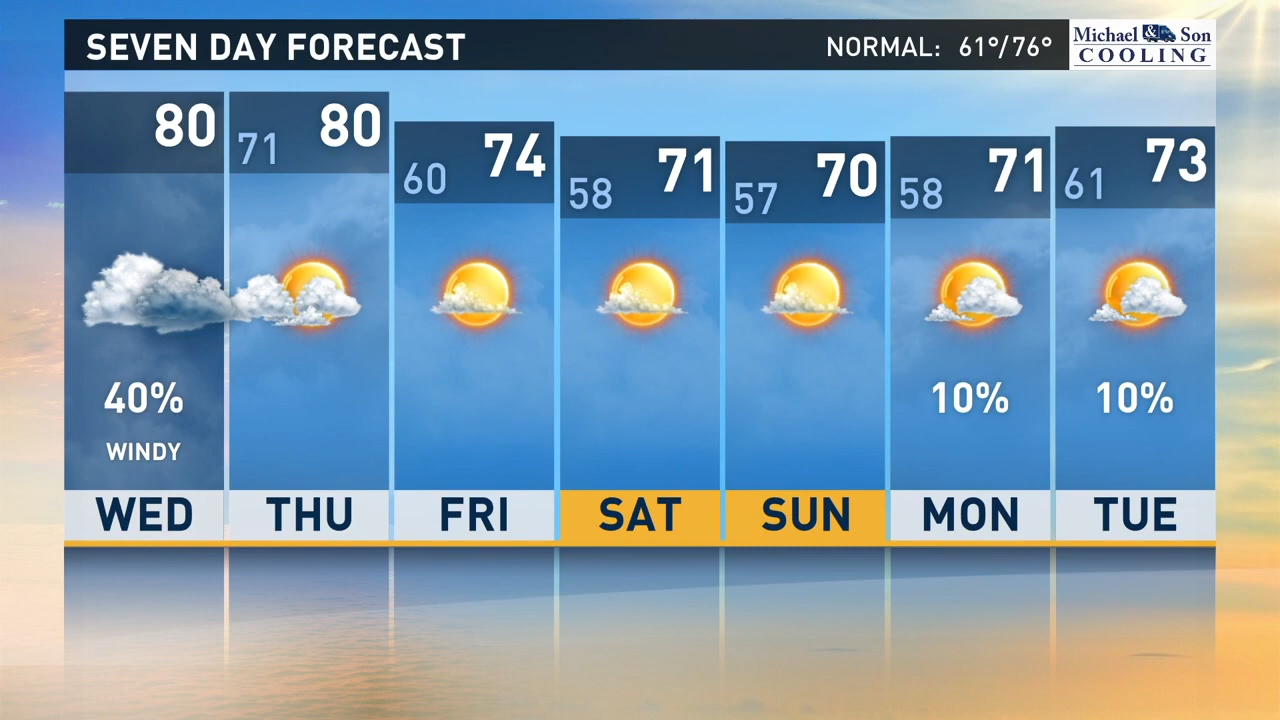 SEVEN DAY FORECAST
NORMAL: 61°/76°
Michael & Son
COOLING
80
71 80
60 74
58 71
57 70
58 71
61 73
40%
10%
10%
WINDY
WED THU FRI SAT SUN MON TUE